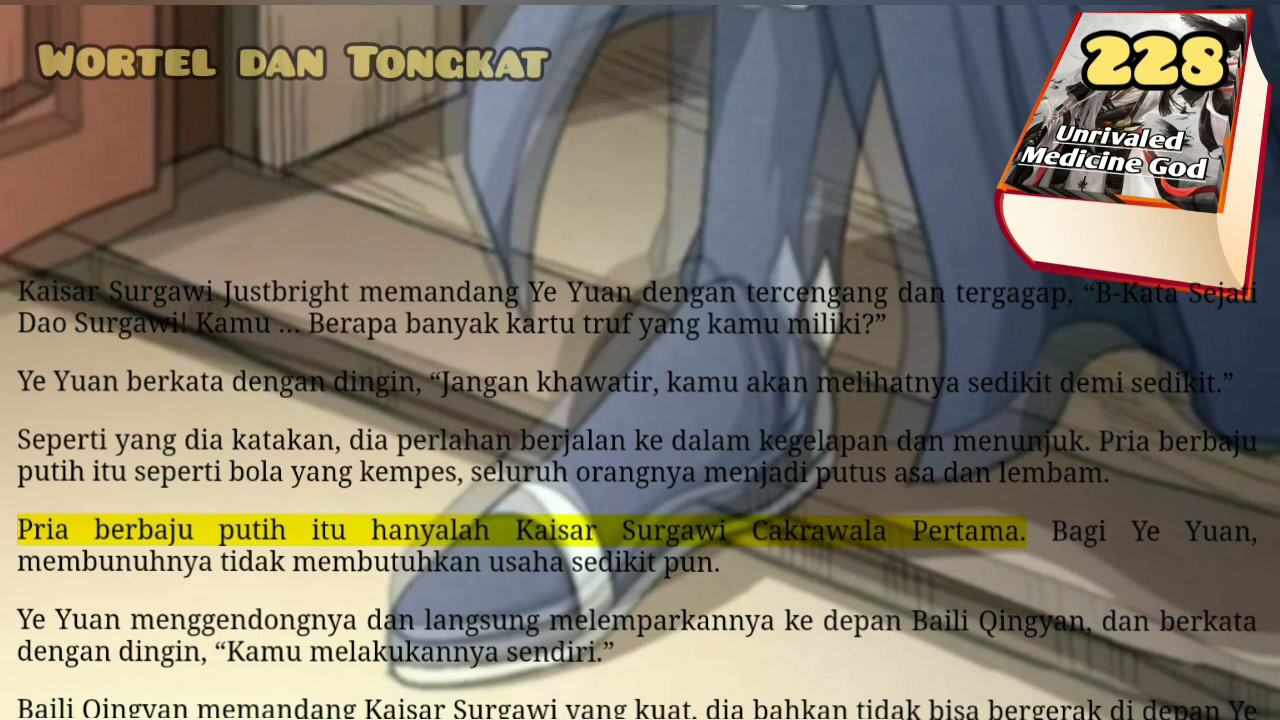 Wortel dan Tongkat
228
Unrivaled
Medicine God
Kaisar Surgawi Justbright memandang Ye Yuan dengan tercengang dan tergagap, “B-Kata Sejati
Dao Surgawi! Kamu … Berapa banyak kartu truf yang kamu miliki?”
Ye Yuan berkata dengan dingin, “Jangan khawatir, kamu akan melihatnya sedikit demi sedikit.”
Seperti yang dia katakan, dia perlahan berjalan ke dalam kegelapan dan menunjuk. Pria berbaju
putih itu seperti bola yang kempes, seluruh orangnya menjadi putus asa dan lembam.
Pria berbaju putih itu hanyalah Kaisar Surgawi Cakrawala Pertama. Bagi Ye Yuan,
membunuhnya tidak membutuhkan usaha sedikit pun.
Ye Yuan menggendongnya dan langsung melemparkannya ke depan Baili Qingyan, dan berkata
dengan dingin, “Kamu melakukannya sendiri.”
Baili Qingyan memandang Kaisar Surgawi yang kuat, dia bahkan tidak bisa bergerak di depan Ye